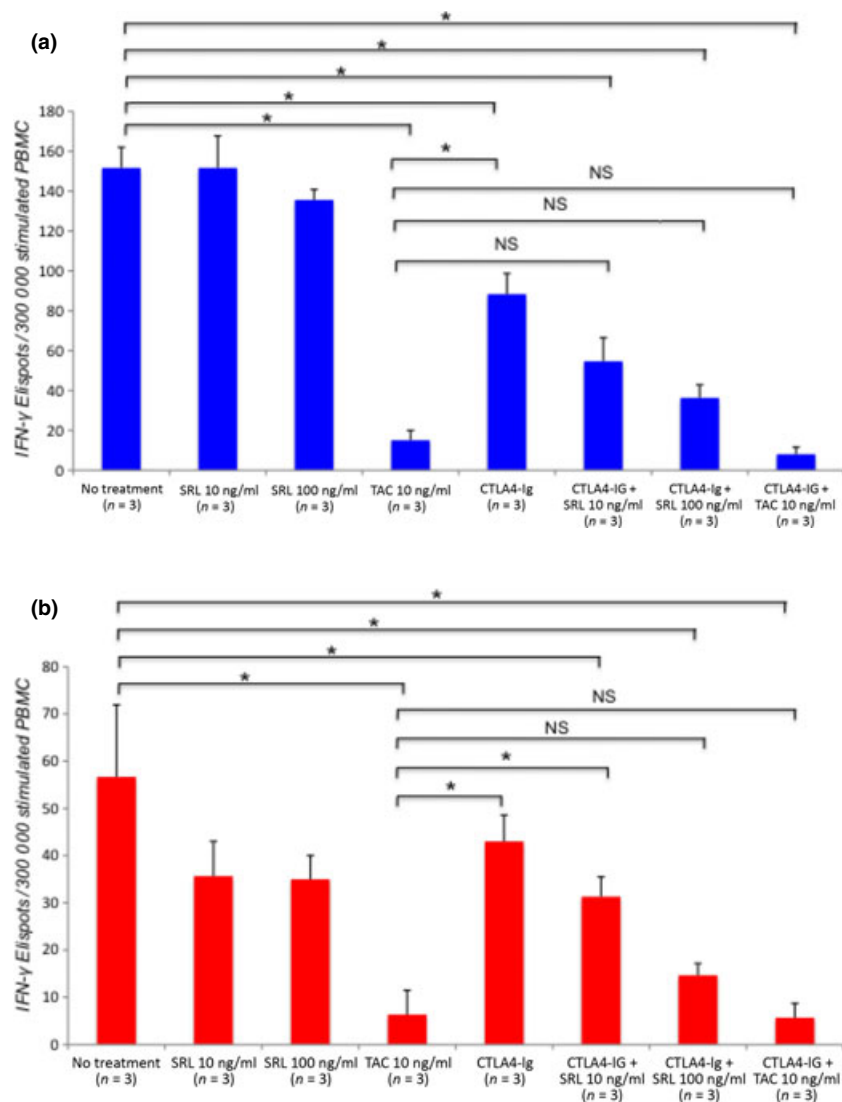 (a)
*
*
*
*
*
*
NS
NS
NS
IFN-γ Elispots/300 000 stimulated PBMC
180
160
140
120
100
80
60
40
20
0
No treatment
(n = 3)
SRL 10 ng/ml
(n = 3)
SRL 100 ng/ml
(n = 3)
TAC 10 ng/ml
(n = 3)
CTLA4-Ig
(n = 3)
CTLA4-IG +
SRL 10 ng/ml
(n = 3)
CTLA4-Ig +
SRL 100 ng/ml
(n = 3)
CTLA4-IG +
TAC 10 ng/ml
(n = 3)
(b)
*
*
*
*
NS
NS
*
*
IFN-γ Elispots/300 000 stimulated PBMC
80
70
60
50
40
30
20
10
0
No treatment
(n = 3)
SRL 10 ng/ml
(n = 3)
SRL 100 ng/ml
(n = 3)
TAC 10 ng/ml
(n = 3)
CTLA4-Ig
(n = 3)
CTLA4-IG +
SRL 10 ng/ml
(n = 3)
CTLA4-Ig +
SRL 100 ng/ml
(n = 3)
CTLA4-IG +
TAC 10 ng/ml
(n = 3)